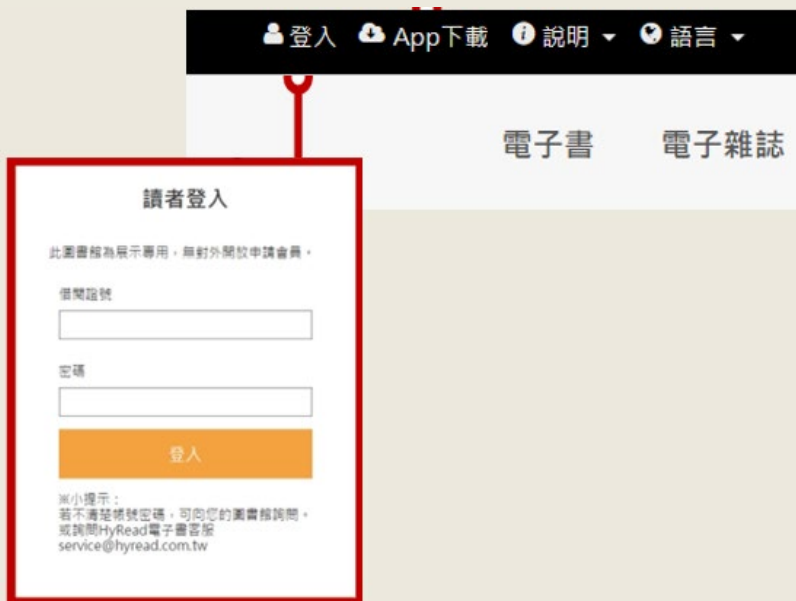 登入 App下載 說明 語言
電子書 電子雜誌
讀者登入
此圖書館為展示專用，無對外開放申請會員。
借閱證號
密碼
登入
※小提示：
若不清楚帳號密碼，可向您的圖書館詢問。
或詢問HyRead電子書客服
service@hyread.com.tw